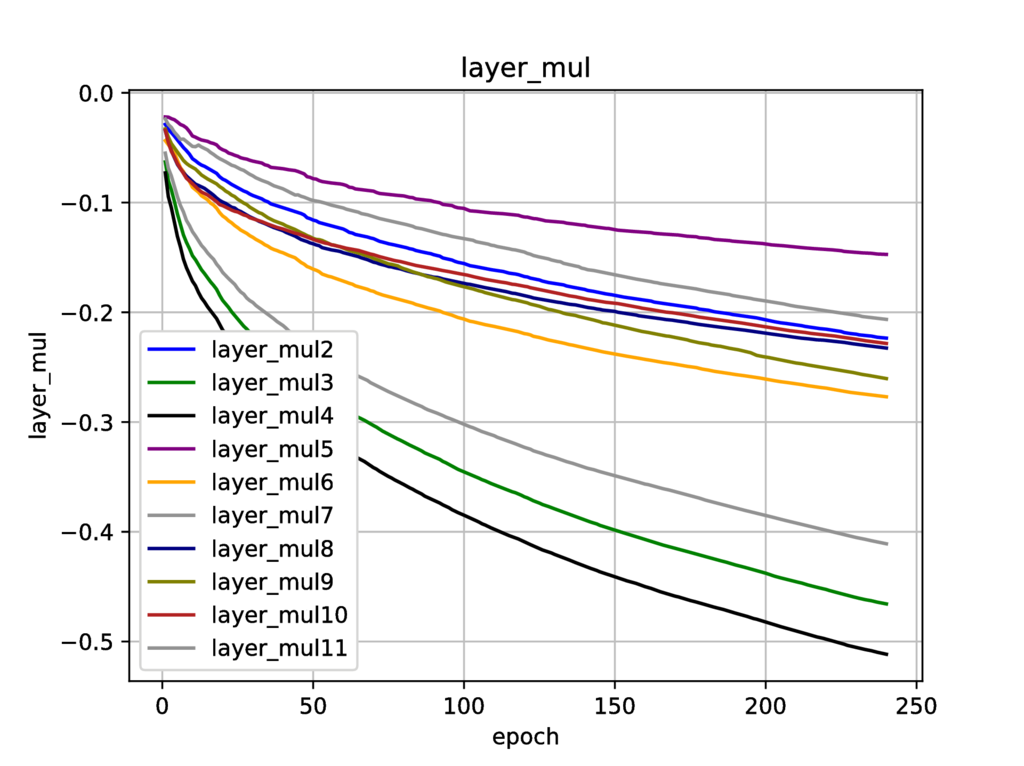 layer_mul
layer_mul
0.0
−0.1
−0.2
−0.3
−0.4
−0.5
layer_mul2
layer_mul3
layer_mul4
layer_mul5
layer_mul6
layer_mul7
layer_mul8
layer_mul9
layer_mul10
layer_mul11
0 50 100 150 200 250
epoch